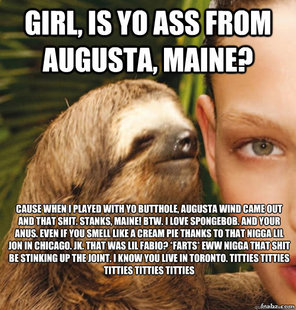 GIRL, IS YO ASS FROM
AUGUSTA, MAINE?
CAUSE WHEN I PLAYED WITH YO BUTTHOLE, AUGUSTA WIND CAME OUT
AND THAT SHIT. STANKS, MAINE! BTW. I LOVE SPONGEBOB. AND YOUR
ANUS. EVEN IF YOU SMELL LIKE A CREAM PIE THANKS TO THAT NIGGA LIL
JON IN CHICAGO. JK. THAT WAS LIL FABIO? *FARTS* EWW NIGGA THAT SHIT
BE STINKING UP THE JOINT. I KNOW YOU LIVE IN TORONTO. TITTIES TITTIES
TITTIES TITTIES TITTIES